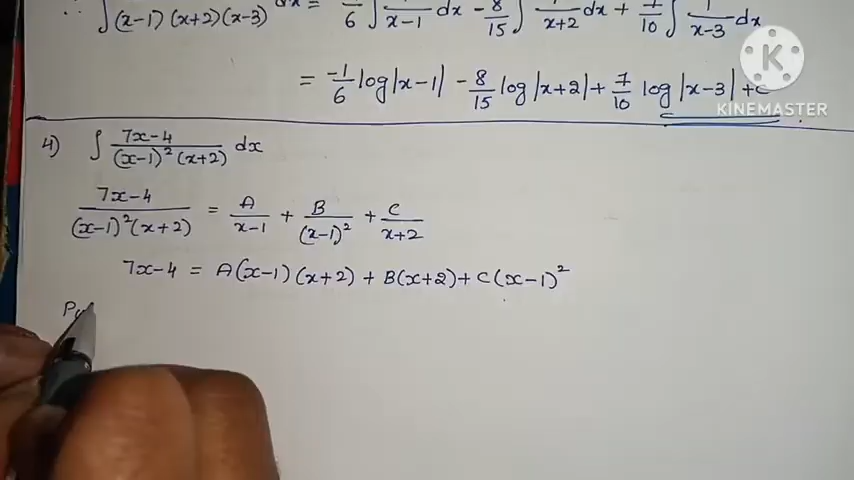 ∴ ∫ (x-1)(x+2)(x-3) dx = 6 ∫ x-1 dx - 8/15 ∫ x+2 dx + 7/10 ∫ 1/(x-3) dx
= -1/6 log|x-1| - 8/15 log|x+2| + 7/10 log|x-3| + c
KINEMASTER
4) ∫ (7x-4)/((x-1)²(x+2)) dx
(7x-4)/((x-1)²(x+2)) = A/(x-1) + B/(x-1)² + C/(x+2)
7x-4 = A(x-1)(x+2) + B(x+2) + C(x-1)²